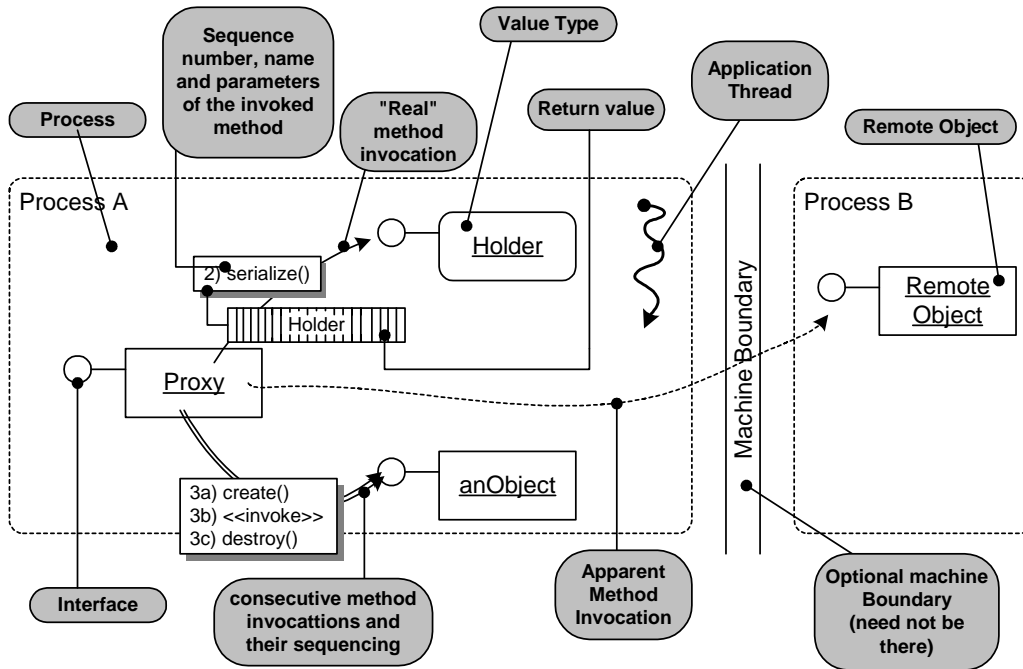 Sequence
number, name
and parameters
of the invoked
method
Value Type
Application
Thread
Process
"Real"
method
invocation
Return value
Remote Object
Process A
Process B
2) serialize()
Holder
Holder
Remote
Object
Machine Boundary
Proxy
3a) create()
3b) <<invoke>>
3c) destroy()
anObject
Interface
consecutive method
invocattions and
their sequencing
Apparent
Method
Invocation
Optional machine
Boundary
(need not be
there)